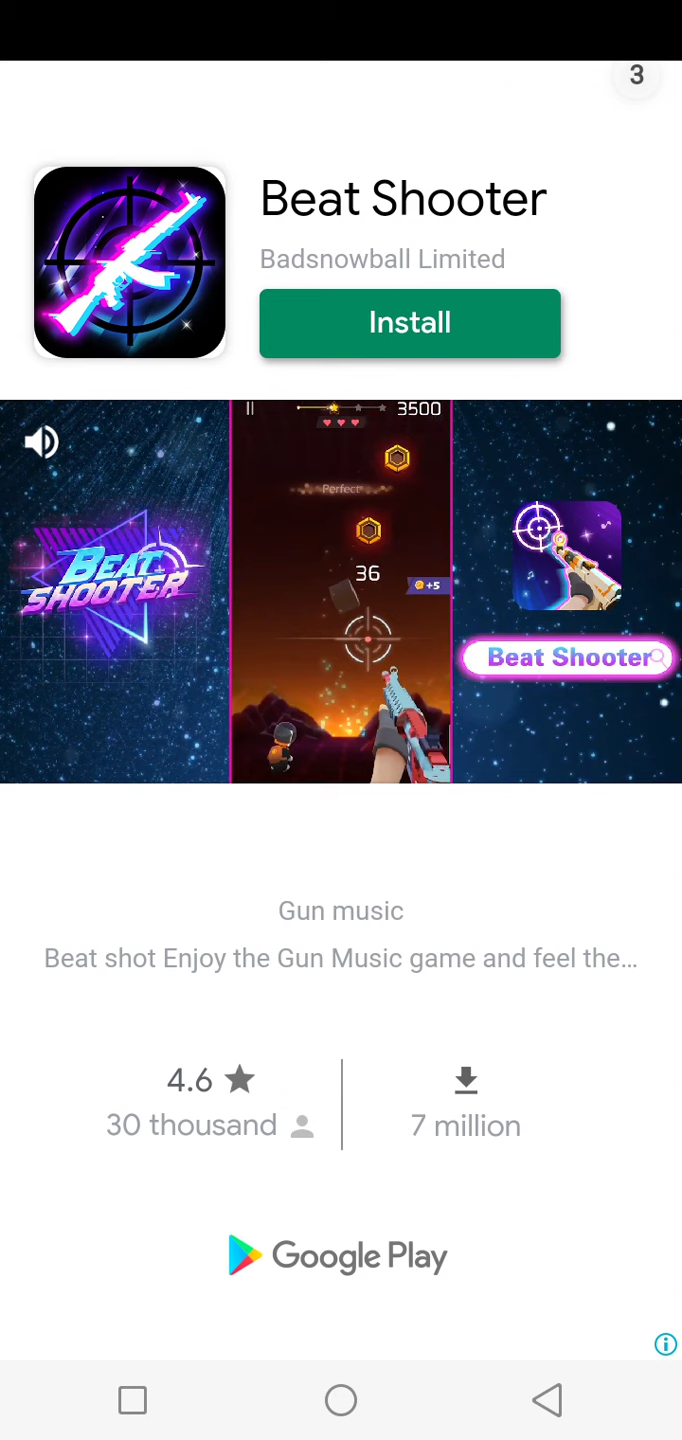 3
Beat Shooter
Badsnowball Limited
Install
3500
BEAT
SHOOTER
Perfect
36
+5
Beat Shooter
Gun music
Beat shot Enjoy the Gun Music game and feel the...
4.6
30 thousand
7 million
Google Play